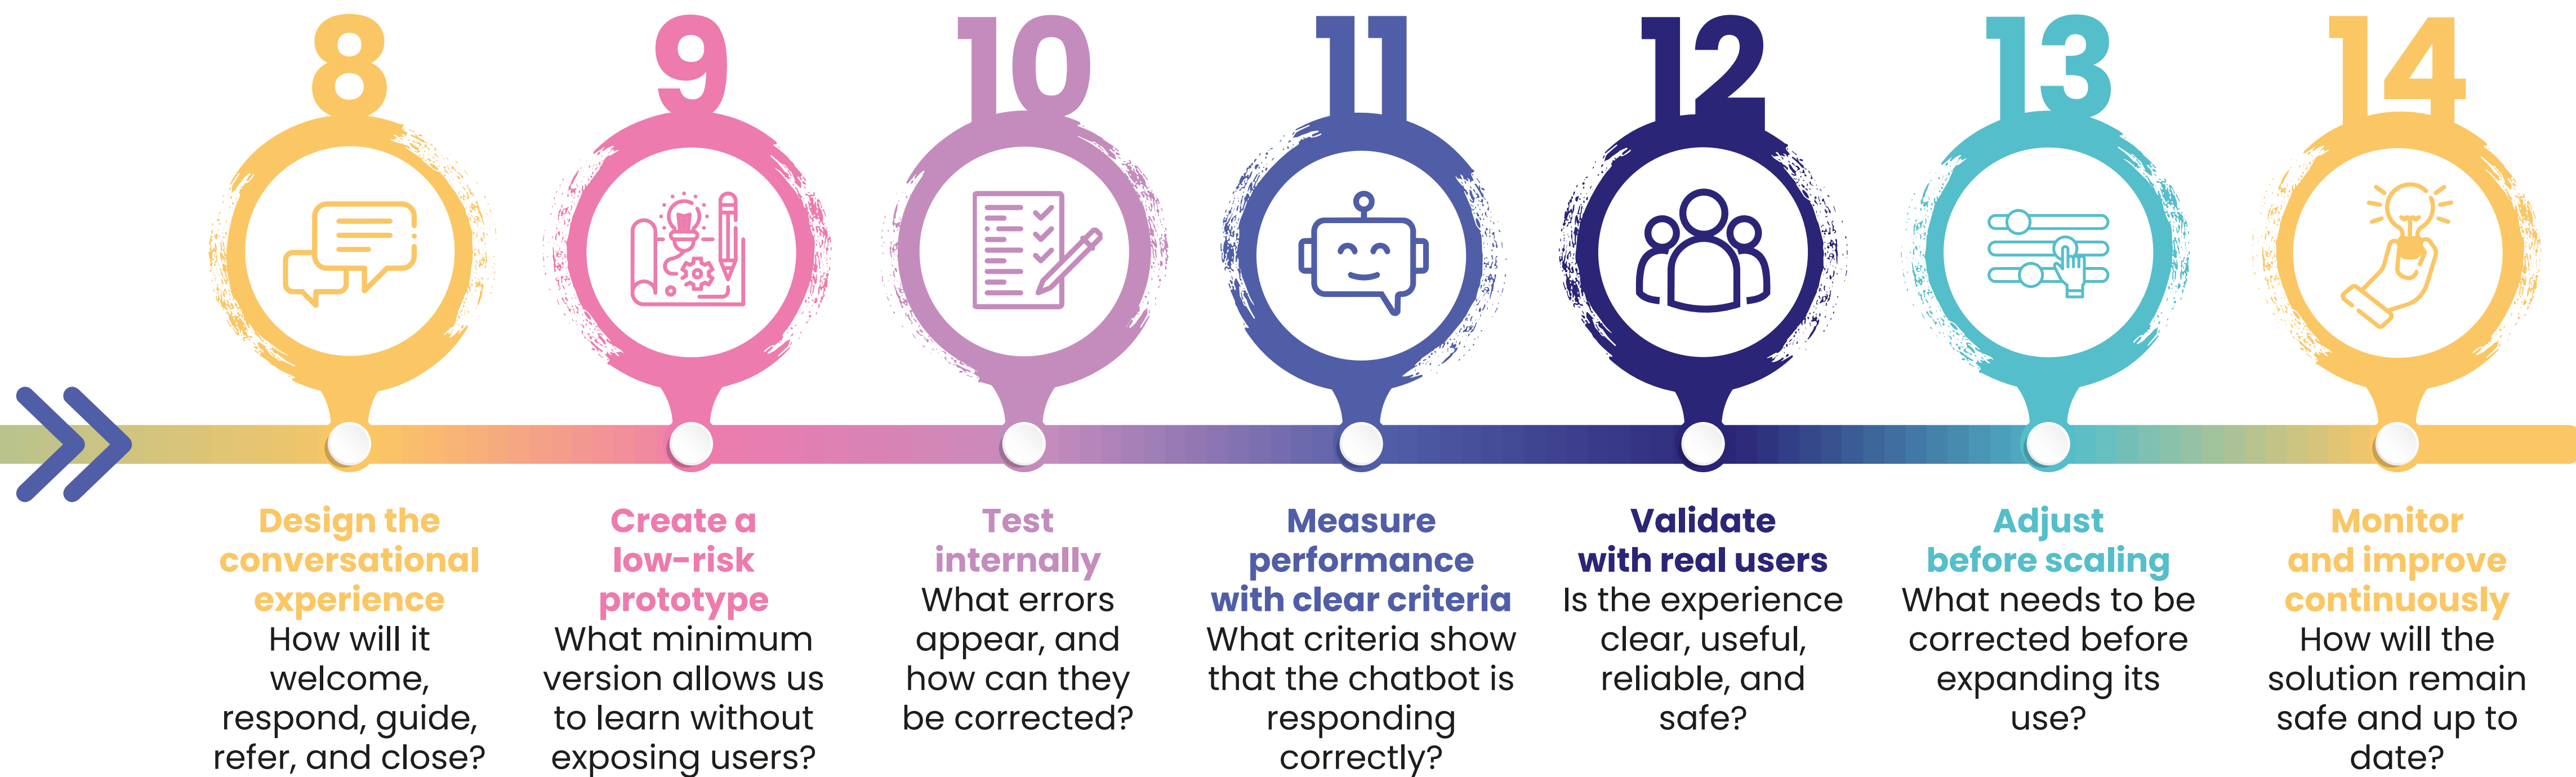 8
Design the
conversational
experience
How will it
welcome,
respond, guide,
refer, and close?
9
Create a
low-risk
prototype
What minimum
version allows us
to learn without
exposing users?
10
Test
internally
What errors
appear, and
how can they
be corrected?
11
Measure
performance
with clear criteria
What criteria show
that the chatbot is
responding
correctly?
12
Validate
with real users
Is the experience
clear, useful,
reliable, and
safe?
13
Adjust
before scaling
What needs to be
corrected before
expanding its
use?
14
Monitor
and improve
continuously
How will the
solution remain
safe and up to
date?